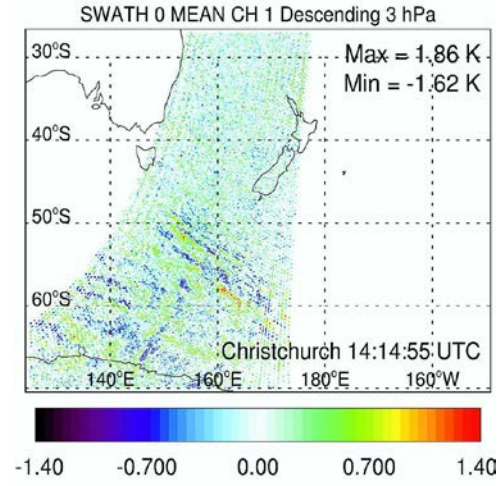 SWATH 0 MEAN CH 1 Descending 3 hPa
30°S
Max = 1.86 K
Min = -1.62 K
40°S
50°S
60°S
Christchurch 14:14:55 UTC
140°E 160°E 180°E 160°W
-1.40 -0.700 0.00 0.700 1.40